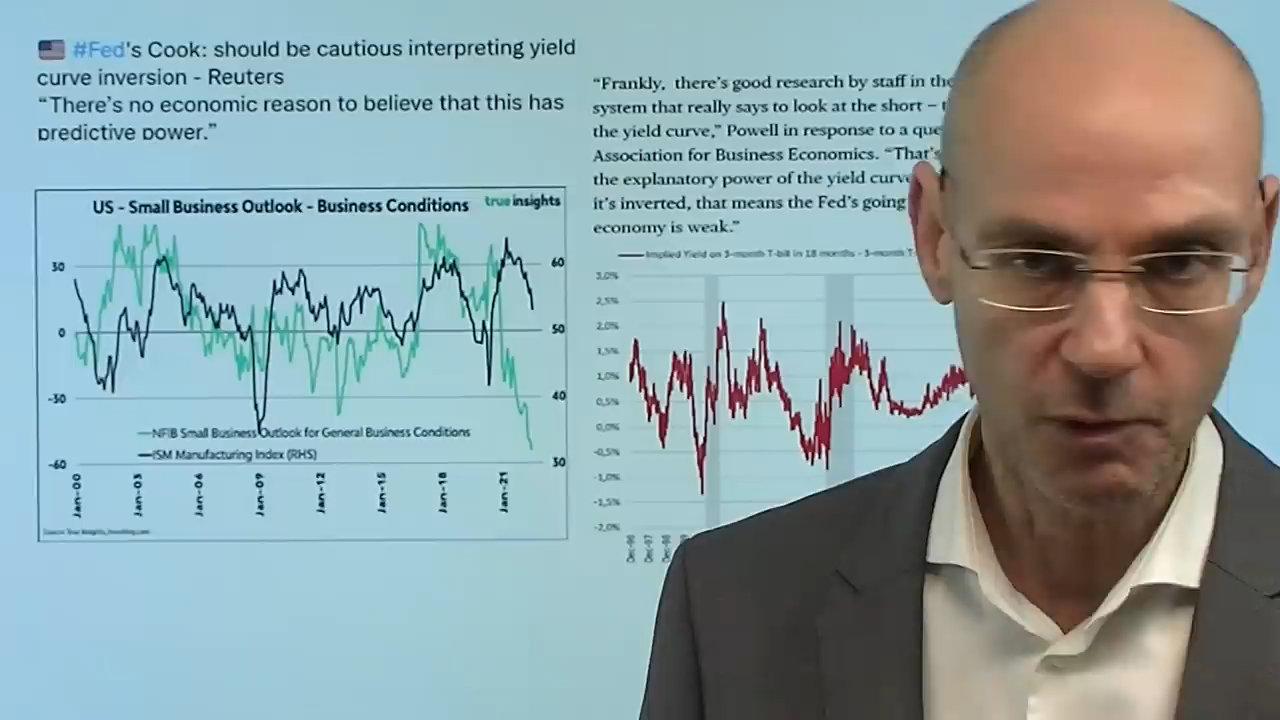 #Fed's Cook: should be cautious interpreting yield
curve inversion - Reuters
“There's no economic reason to believe that this has
predictive power.”
“Frankly, there's good research by staff in the
system that really says to look at the short –
the yield curve,” Powell in response to a que
Association for Business Economics. “That's
the explanatory power of the yield curve
it's inverted, that means the Fed's going
economy is weak.”
US - Small Business Outlook - Business Conditions
true insights
30
0
-30
-60
60
50
40
30
NFIB Small Business Outlook for General Business Conditions
ISM Manufacturing Index (RHS)
Jan-00
Jan-03
Jan-06
Jan-09
Jan-12
Jan-15
Jan-18
Jan-21
Implied Yield on 3-month T-bill in 18 months - 3-month T-
3,0%
2,5%
2,0%
1,5%
1,0%
0,5%
0,0%
-0,5%
-1,0%
-1,5%
-2,0%
Dec-96
Dec-97
Dec-98